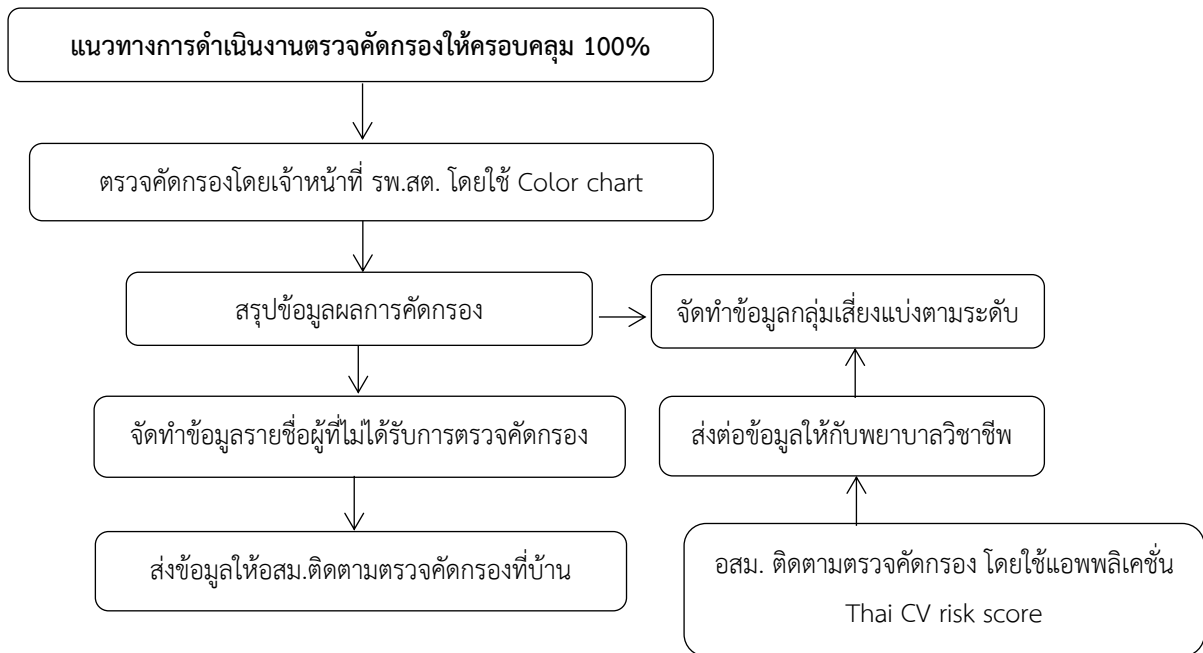 แนวทางการดำเนินงานตรวจคัดกรองให้ครอบคลุม 100%
ตรวจคัดกรองโดยเจ้าหน้าที่ รพ.สต. โดยใช้ Color chart
สรุปข้อมูลผลการคัดกรอง
จัดทำข้อมูลกลุ่มเสี่ยงแบ่งตามระดับ
จัดทำข้อมูลรายชื่อผู้ที่ไม่ได้รับการตรวจคัดกรอง
ส่งต่อข้อมูลให้กับพยาบาลวิชาชีพ
ส่งข้อมูลให้อสม.ติดตามตรวจคัดกรองที่บ้าน
อสม. ติดตามตรวจคัดกรอง โดยใช้แอพพลิเคชั่น
Thai CV risk score